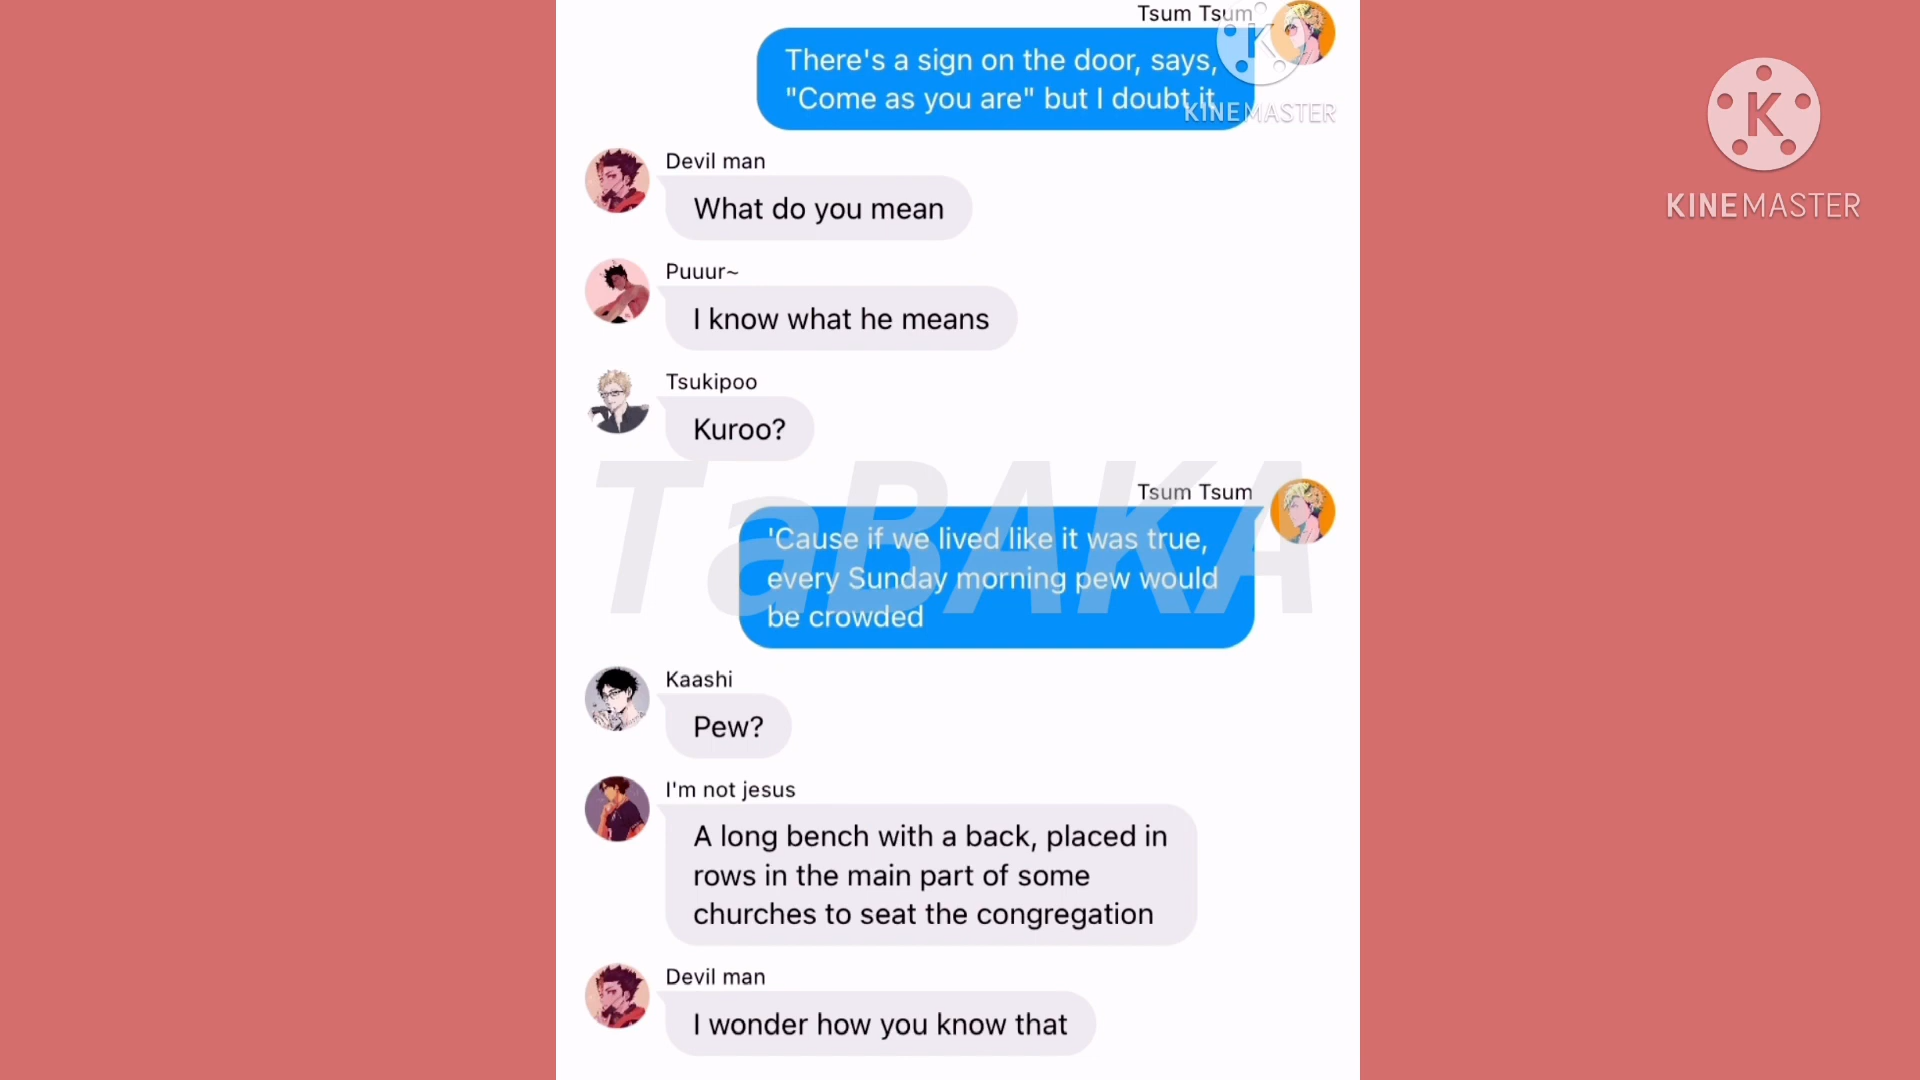 Tsum Tsum
There's a sign on the door, says,
"Come as you are" but I doubt it
KINEMASTER
K
KINEMASTER
Devil man
What do you mean
Puuur~
I know what he means
Tsukipoo
Kuroo?
TaBAKA
Tsum Tsum
'Cause if we lived like it was true,
every Sunday morning pew would
be crowded
Kaashi
Pew?
I'm not jesus
A long bench with a back, placed in
rows in the main part of some
churches to seat the congregation
Devil man
I wonder how you know that